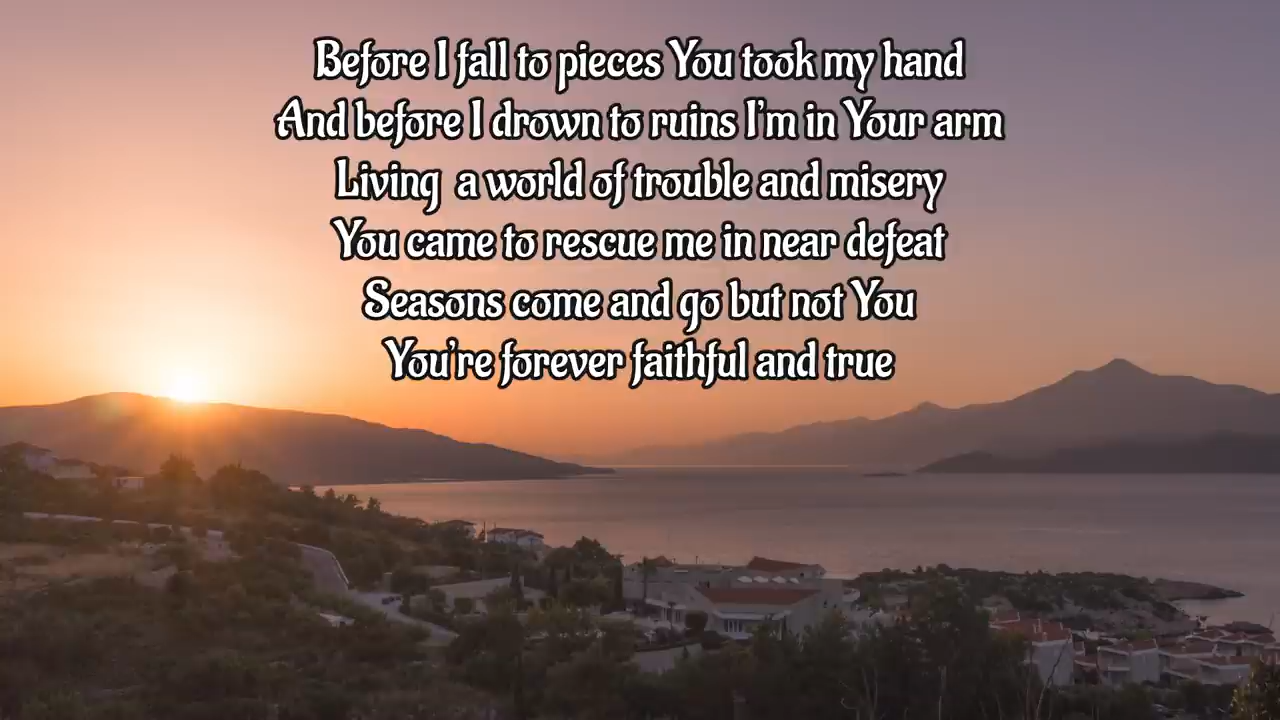 Before I fall to pieces You took my hand
And before I drown to ruins I'm in Your arm
Living a world of trouble and misery
You came to rescue me in near defeat
Seasons come and go but not You
You're forever faithful and true